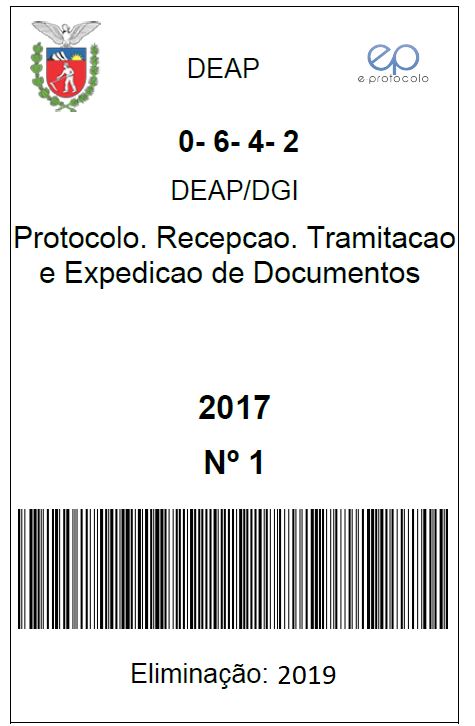 DEAP
ep
e protocolo
0- 6- 4- 2
DEAP/DGI
Protocolo. Recepcao. Tramitacao
e Expedicao de Documentos
2017
Nº 1
Eliminação: 2019